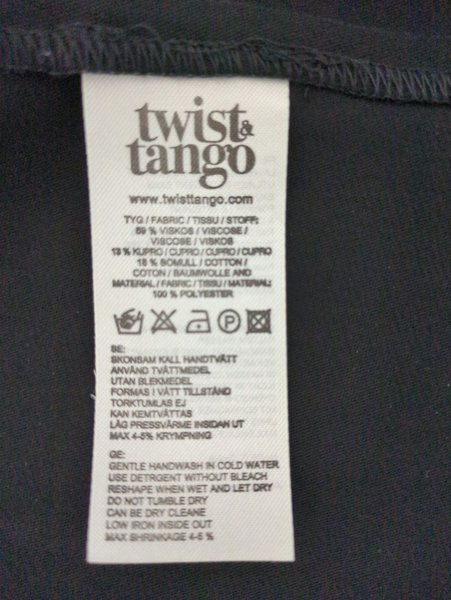 twist &
tango
www.twisttango.com
TYG / FABRIC / TISSU / STOFF:
69 % VISKOS / VISCOSE /
VISCOSE / VISKOS
13 % KUPRO / CUPRO / CUPRO / CUPRO
18 % BOMULL / COTTON /
COTON / BAUMWOLLE AND
MATERIAL / FABRIC / TISSU / MATERIAL:
100 % POLYESTER
P
SE:
SKONSAM KALL HANDTVÄTT
ANVÄND TVÄTTMEDEL
UTAN BLEKMEDEL
FORMAS I VÅTT TILLSTÅND
TORKTUMLAS EJ
KAN KEMTVÄTTAS
LÅG PRESSVÄRME INSIDAN UT
MAX 4-5% KRYMPNING
GE:
GENTLE HANDWASH IN COLD WATER
USE DETRGENT WITHOUT BLEACH
RESHAPE WHEN WET AND LET DRY
DO NOT TUMBLE DRY
CAN BE DRY CLEANE
LOW IRON INSIDE OUT
MAX SHRINKAGE 4-5 %